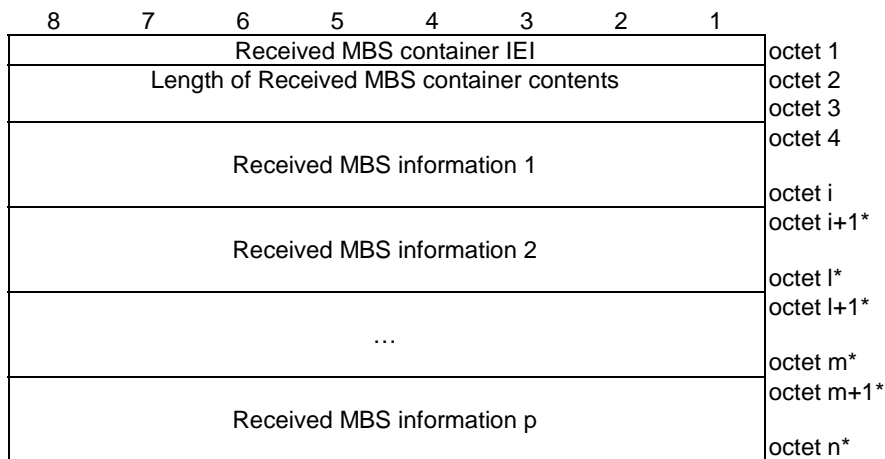 8 7 6 5 4 3 2 1
Received MBS container IEI octet 1
Length of Received MBS container contents octet 2
octet 3
octet 4
Received MBS information 1
octet i
octet i+1*
Received MBS information 2
octet l*
octet l+1*
…
octet m*
octet m+1*
Received MBS information p
octet n*